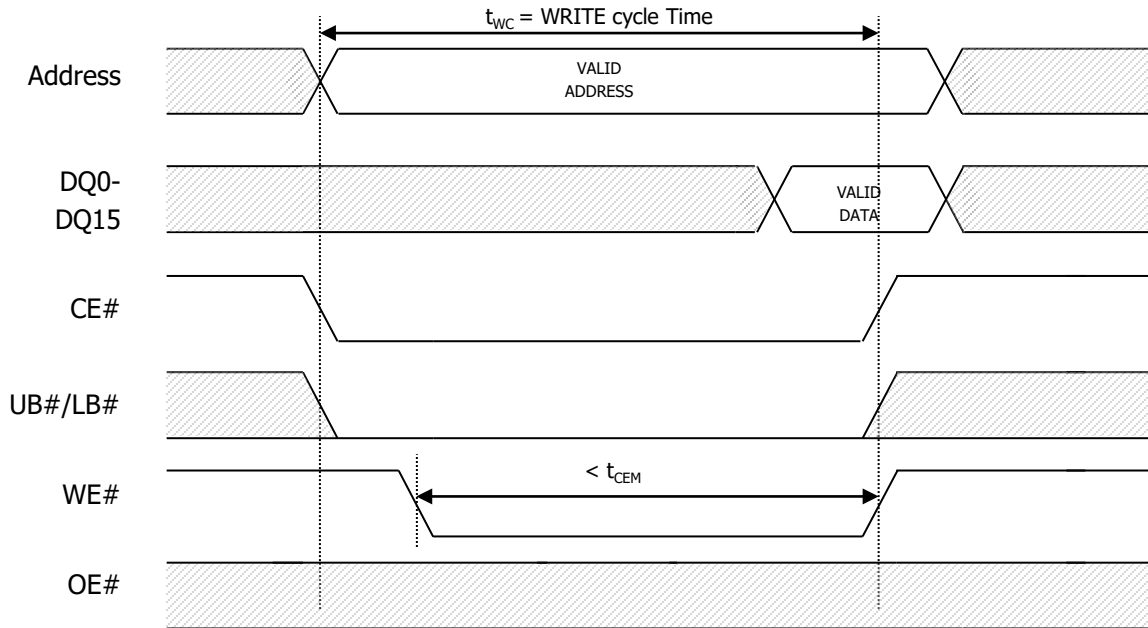 tWC = WRITE cycle Time
Address
VALID
ADDRESS
DQ0-
DQ15
VALID
DATA
CE#
UB#/LB#
WE#
< tCEM
OE#